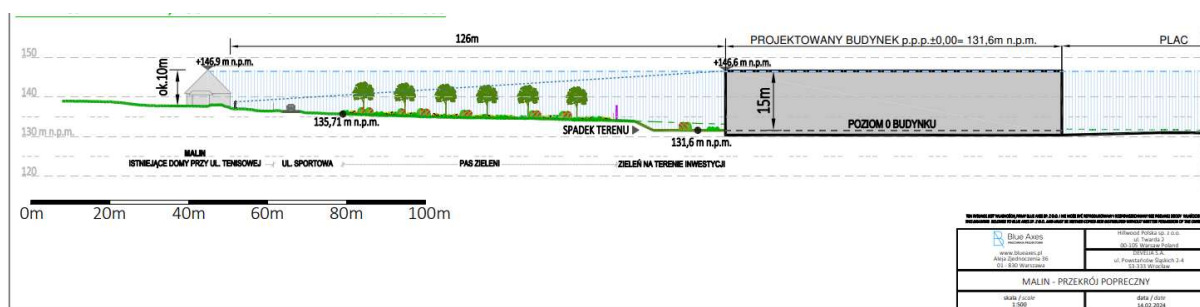 150
140
130 m n.p.m.
120
126m
PROJEKTOWANY BUDYNEK p.p.p.±0,00= 131,6m n.p.m.
PLAC
+146,9 m n.p.m.
+146,6 m n.p.m.
ok.10m
15m
135,71 m n.p.m.
SPADEK TERENU
POZIOM 0 BUDYNKU
131,6 m n.p.m.
MALIN
ISTNIEJĄCE DOMY PRZY UL. TENISOWEJ
UL. SPORTOWA
PAS ZIELENI
ZIELEŃ NA TERENIE INWESTYCJI
0m 20m 40m 60m 80m 100m
Blue Axes
www.blueaxes.pl
Aleja Zjednoczenia 36
01 - 830 Warszawa
Hillwood Polska sp. z o.o.
ul. Twarda 2
00-105 Warsaw Poland
DEVELIA S.A.
ul. Powstańców Śląskich 2-4
53-333 Wrocław
MALIN - PRZEKRÓJ POPRECZNY
skala / scale
1:500
data / date
14.02.2024